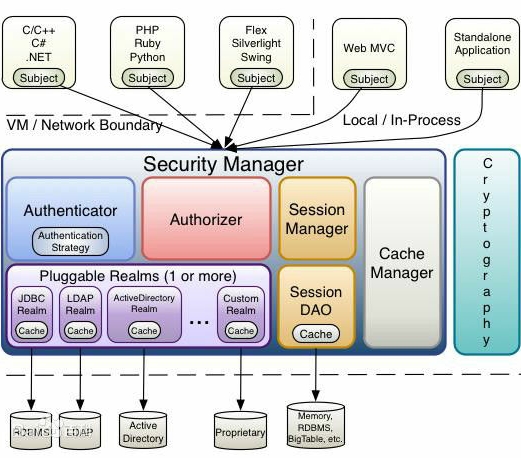 C/C++
C#
.NET
Subject
PHP
Ruby
Python
Subject
Flex
Silverlight
Swing
Subject
Web MVC
Subject
Standalone
Application
Subject
VM / Network Boundary
Local / In-Process
Security Manager
Authenticator
Authentication
Strategy
Authorizer
Session
Manager
Cache
Manager
Cryptography
Pluggable Realms (1 or more)
JDBC
Realm
Cache
LDAP
Realm
Cache
ActiveDirectory
Realm
Cache
...
Custom
Realm
Cache
Session
DAO
Cache
RDBMS
LDAP
Active
Directory
Proprietary
Memory,
RDBMS,
BigTable, etc.